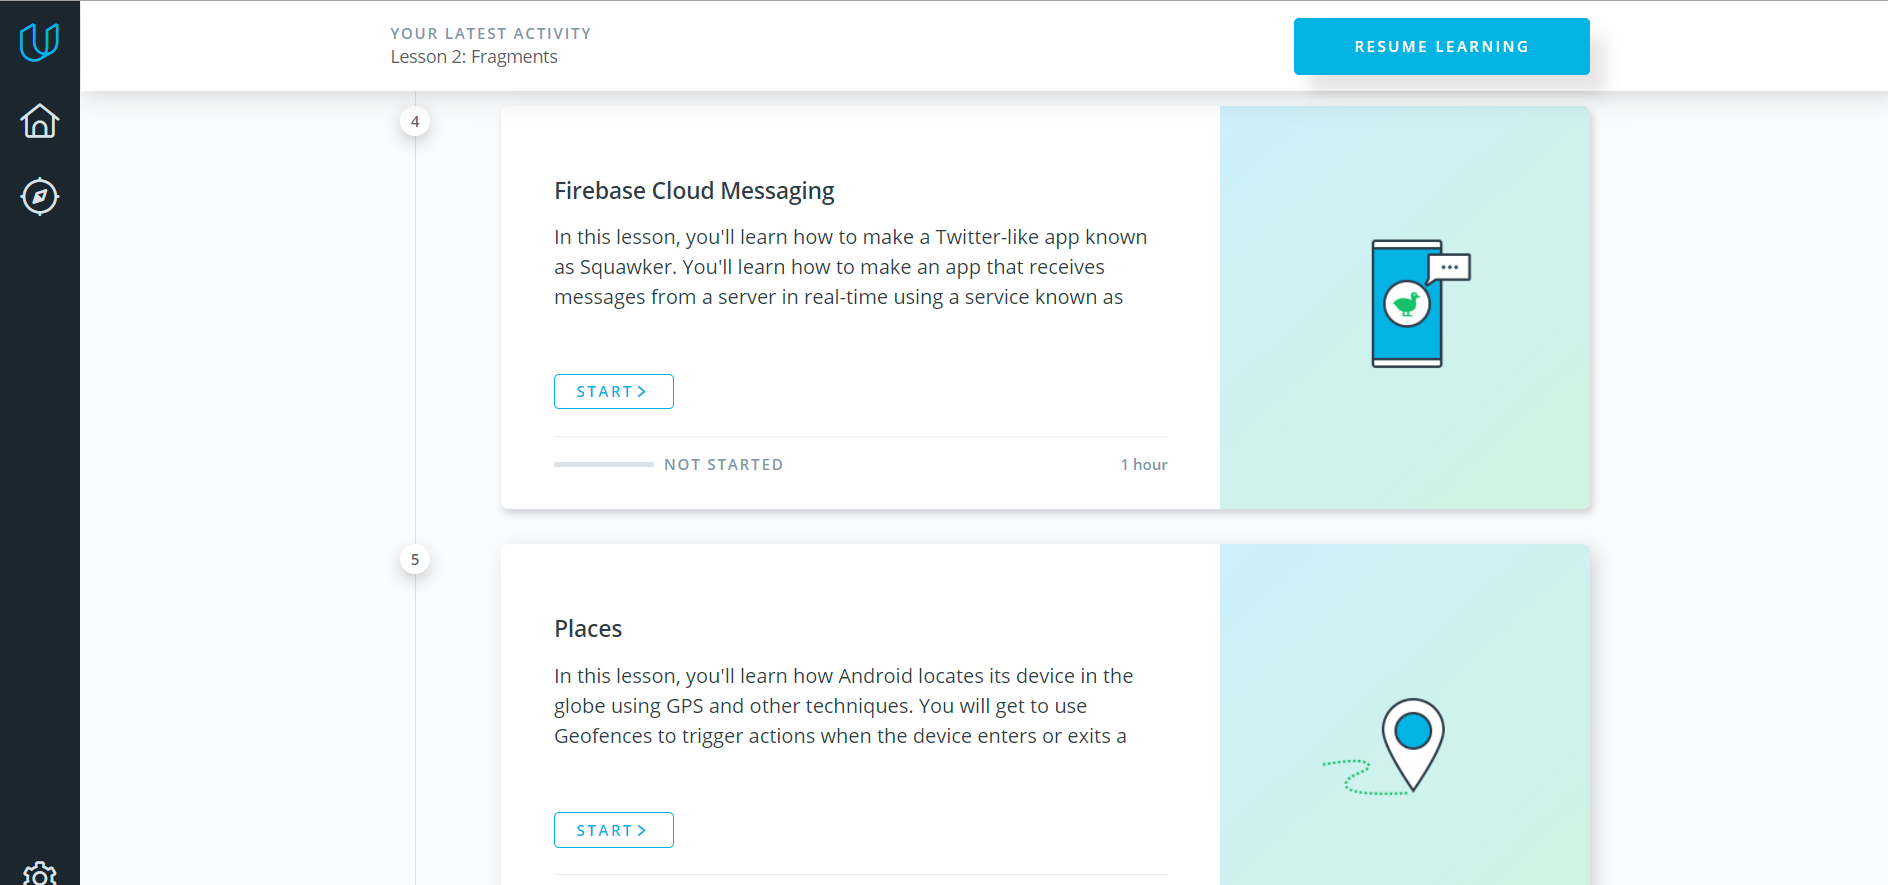 YOUR LATEST ACTIVITY
Lesson 2: Fragments
RESUME LEARNING
4
Firebase Cloud Messaging
In this lesson, you'll learn how to make a Twitter-like app known
as Squawker. You'll learn how to make an app that receives
messages from a server in real-time using a service known as
START
NOT STARTED
1 hour
5
Places
In this lesson, you'll learn how Android locates its device in the
globe using GPS and other techniques. You will get to use
Geofences to trigger actions when the device enters or exits a
START